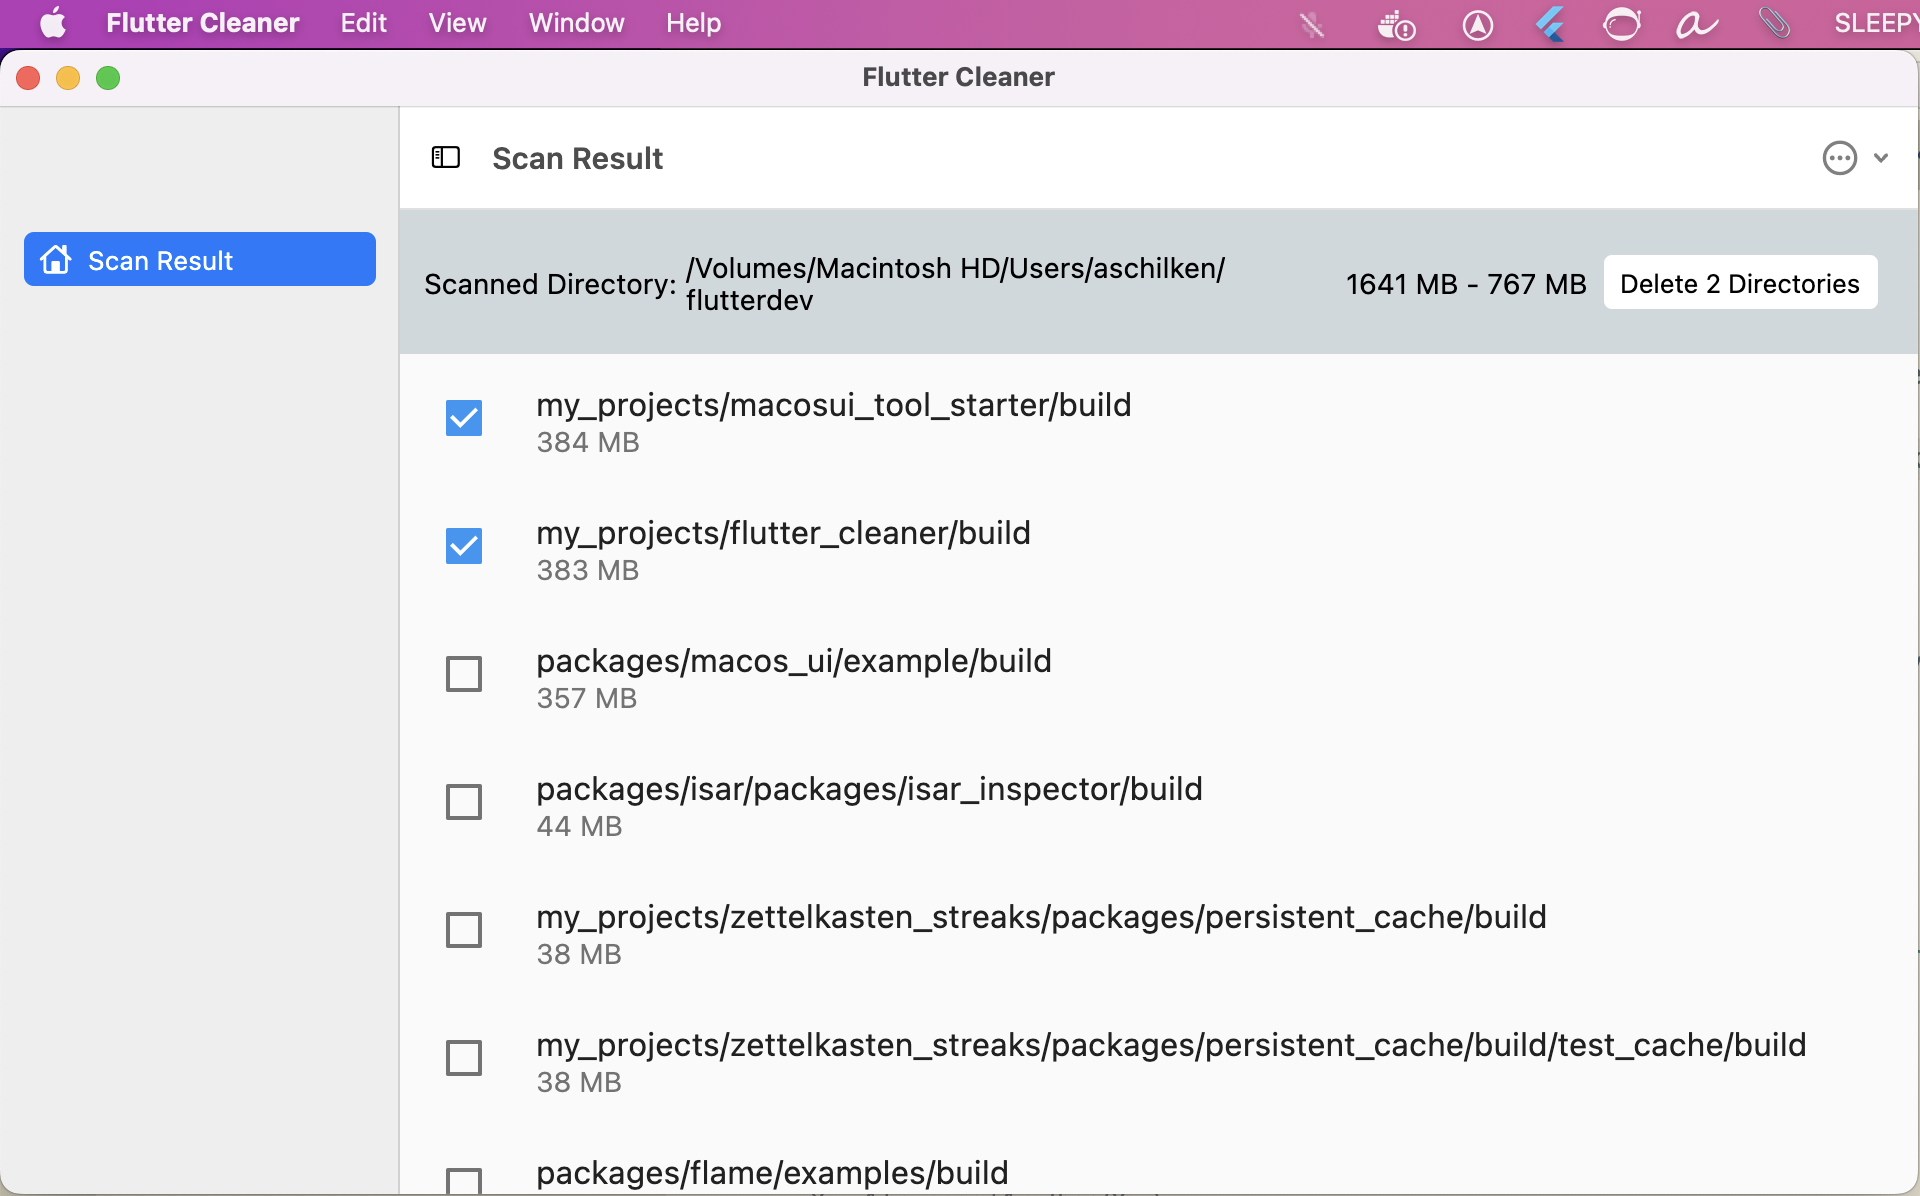 Flutter Cleaner Edit View Window Help SLEEPY
Flutter Cleaner
Scan Result
Scan Result
Scanned Directory: /Volumes/Macintosh HD/Users/aschilken/
flutterdev
1641 MB - 767 MB Delete 2 Directories
my_projects/macosui_tool_starter/build
384 MB
my_projects/flutter_cleaner/build
383 MB
packages/macos_ui/example/build
357 MB
packages/isar/packages/isar_inspector/build
44 MB
my_projects/zettelkasten_streaks/packages/persistent_cache/build
38 MB
my_projects/zettelkasten_streaks/packages/persistent_cache/build/test_cache/build
38 MB
packages/flame/examples/build